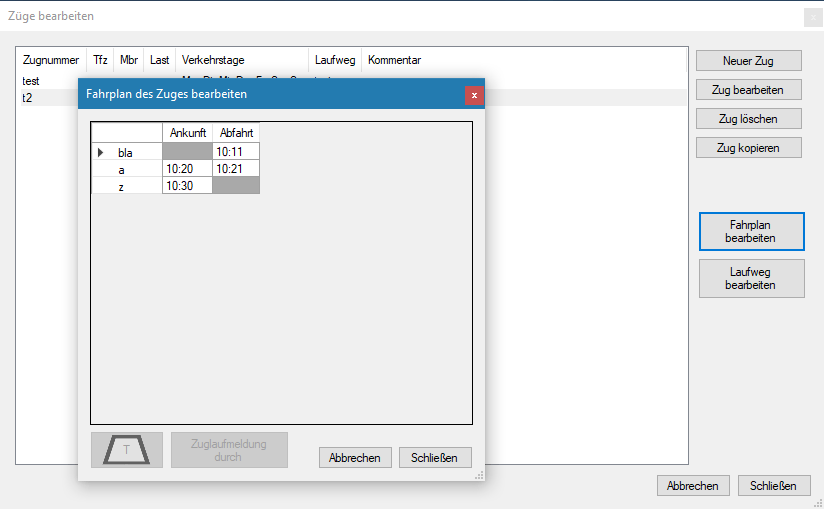 Züge bearbeiten
x
Zugnummer Tfz Mbr Last Verkehrstage Laufweg Kommentar
test
t2
Neuer Zug
Zug bearbeiten
Zug löschen
Zug kopieren
Fahrplan
bearbeiten
Laufweg
bearbeiten
Fahrplan des Zuges bearbeiten
x
Ankunft Abfahrt
bla 10:11
a 10:20 10:21
z 10:30
T
Zuglaufmeldung
durch
Abbrechen Schließen
Abbrechen Schließen